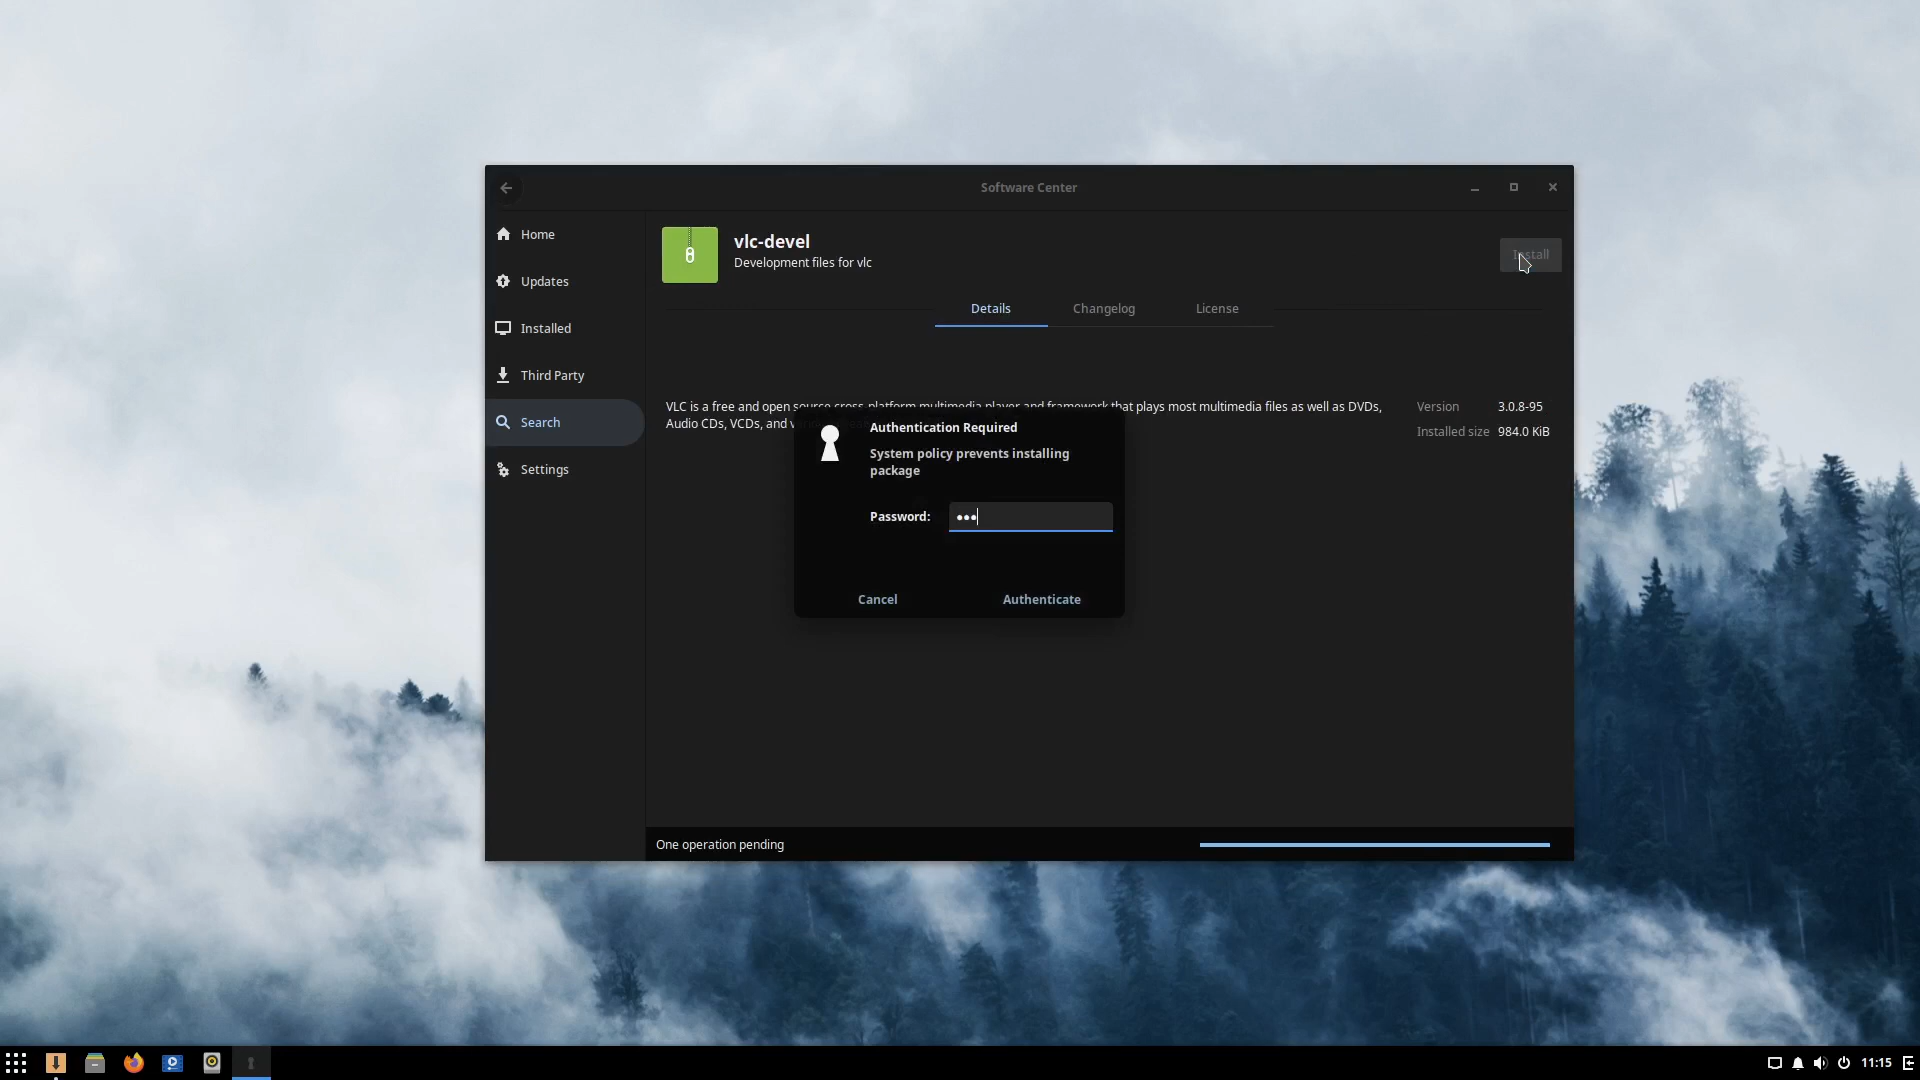 Software Center
Home
Updates
Installed
Third Party
Search
Settings
vlc-devel
Development files for vlc
Install
Details
Changelog
License
VLC is a free and open source cross-platform multimedia player and framework that plays most multimedia files as well as DVDs,
Audio CDs, VCDs, and
Version 3.0.8-95
Installed size 984.0 KiB
Authentication Required
System policy prevents installing
package
Password: •••
Cancel
Authenticate
One operation pending
11:15